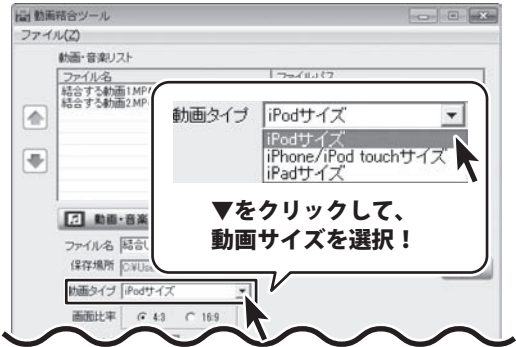 動画結合ツール
ファイル(Z)
動画・音楽リスト
ファイル名
結合する動画1.MP
結合する動画2.MP
動画タイプ iPodサイズ
iPodサイズ
iPhone/iPod touchサイズ
iPadサイズ
▼をクリックして、
動画サイズを選択！
動画・音楽
ファイル名 結合し
保存場所 C:¥Use
動画タイプ iPodサイズ
画面比率 4:3 16:9